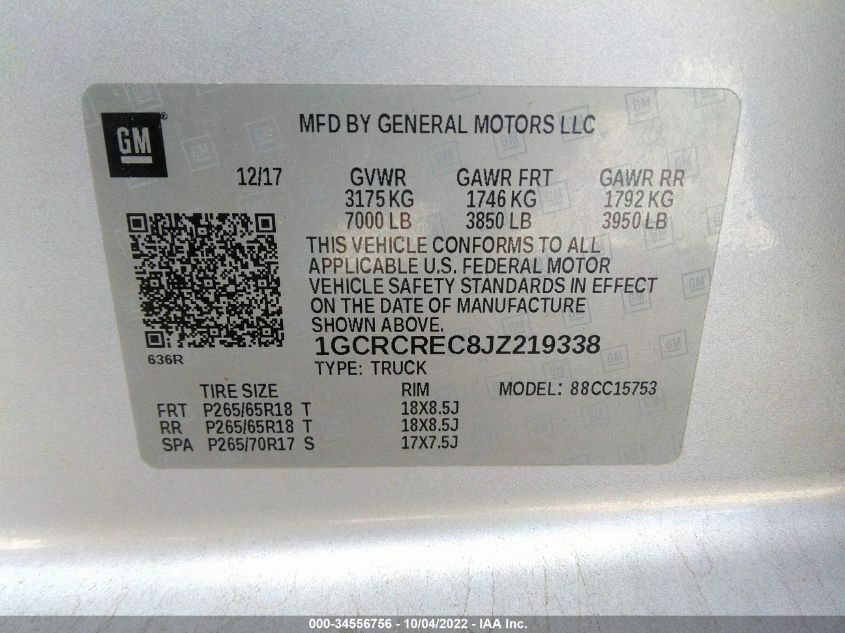 GM
MFD BY GENERAL MOTORS LLC
12/17 GVWR GAWR FRT GAWR RR
3175 KG 1746 KG 1792 KG
7000 LB 3850 LB 3950 LB
THIS VEHICLE CONFORMS TO ALL
APPLICABLE U.S. FEDERAL MOTOR
VEHICLE SAFETY STANDARDS IN EFFECT
ON THE DATE OF MANUFACTURE
SHOWN ABOVE.
636R
1GCRCREC8JZ219338
TYPE: TRUCK
TIRE SIZE RIM MODEL: 88CC15753
FRT P265/65R18 T 18X8.5J
RR P265/65R18 T 18X8.5J
SPA P265/70R17 S 17X7.5J
000-34556756 - 10/04/2022 - IAA Inc.